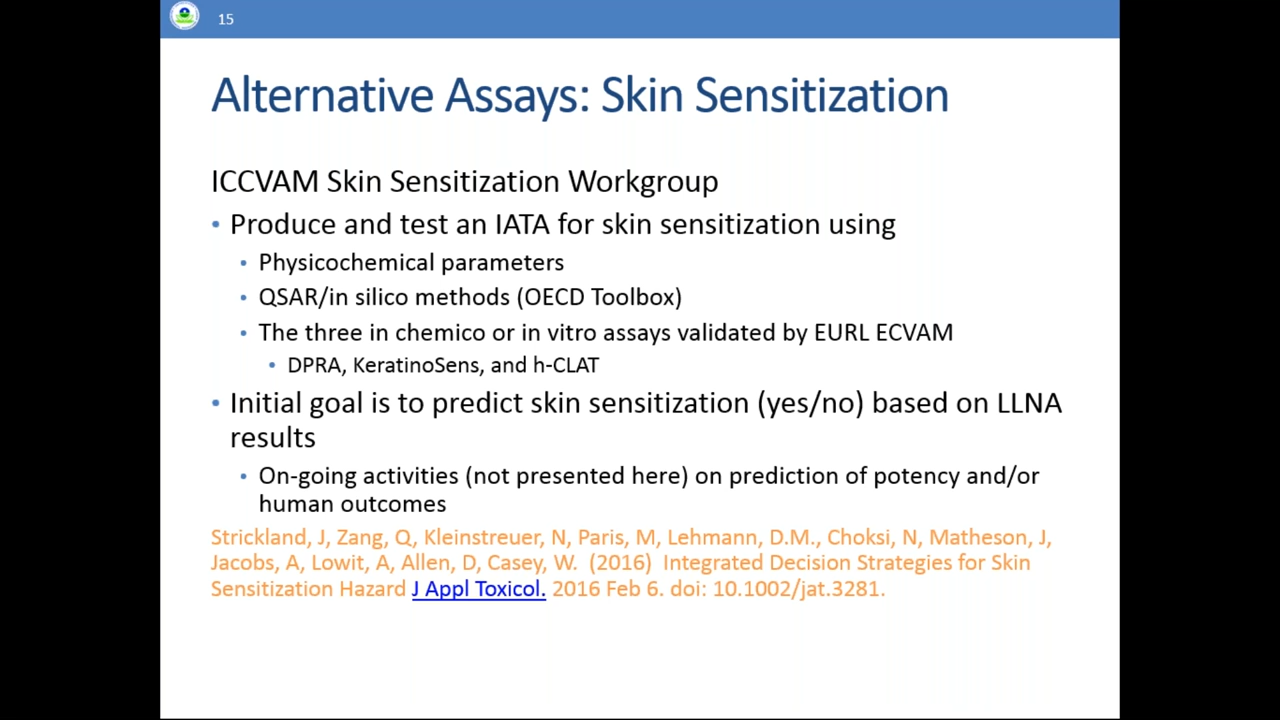 15
Alternative Assays: Skin Sensitization
ICCVAM Skin Sensitization Workgroup
• Produce and test an IATA for skin sensitization using
• Physicochemical parameters
• QSAR/in silico methods (OECD Toolbox)
• The three in chemico or in vitro assays validated by EURL ECVAM
• DPRA, KeratinoSens, and h-CLAT
• Initial goal is to predict skin sensitization (yes/no) based on LLNA
results
• On-going activities (not presented here) on prediction of potency and/or
human outcomes
Strickland, J, Zang, Q, Kleinstreuer, N, Paris, M, Lehmann, D.M., Choksi, N, Matheson, J,
Jacobs, A, Lowit, A, Allen, D, Casey, W. (2016) Integrated Decision Strategies for Skin
Sensitization Hazard J Appl Toxicol. 2016 Feb 6. doi: 10.1002/jat.3281.